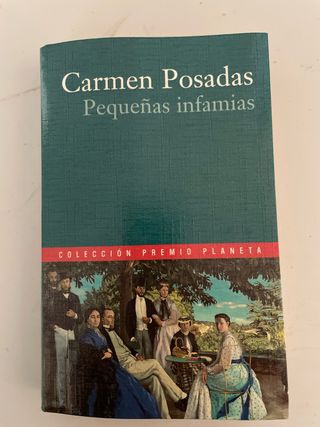 Carmen Posadas
Pequeñas infamias
COLECCIÓN PREMIO PLANETA